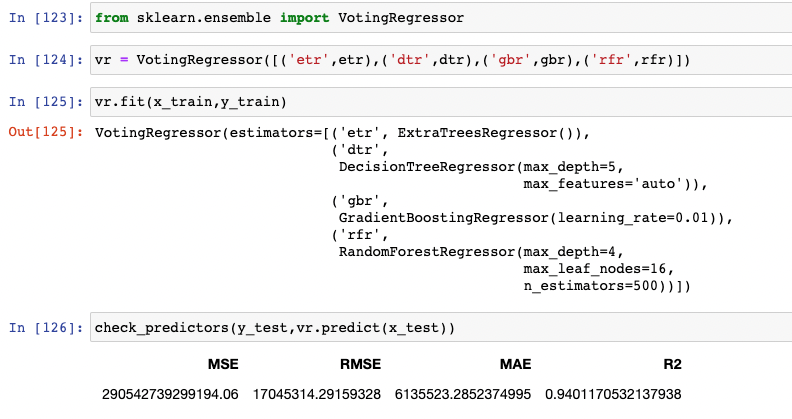 In [123]: from sklearn.ensemble import VotingRegressor
In [124]: vr = VotingRegressor([('etr',etr),('dtr',dtr),('gbr',gbr),('rfr',rfr)])
In [125]: vr.fit(x_train,y_train)
Out[125]: VotingRegressor(estimators=[('etr', ExtraTreesRegressor()),
('dtr',
DecisionTreeRegressor(max_depth=5,
max_features='auto')),
('gbr',
GradientBoostingRegressor(learning_rate=0.01)),
('rfr',
RandomForestRegressor(max_depth=4,
max_leaf_nodes=16,
n_estimators=500))])
In [126]: check_predictors(y_test,vr.predict(x_test))
MSE RMSE MAE R2
290542739299194.06 17045314.29159328 6135523.2852374995 0.9401170532137938